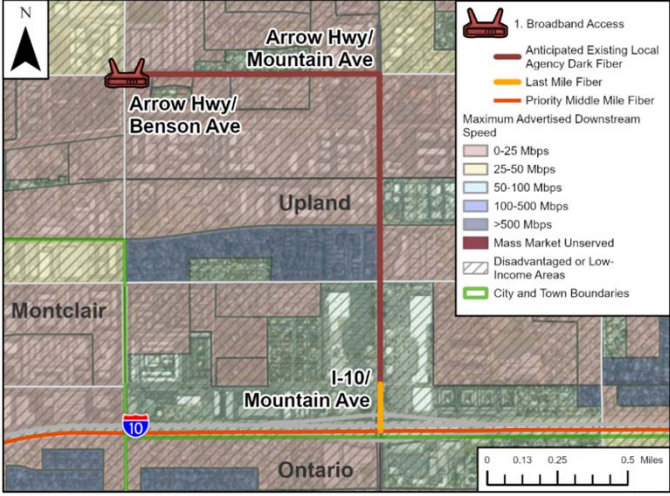 N
Arrow Hwy/
Mountain Ave
Arrow Hwy/
Benson Ave
Upland
Montclair
I-10/
Mountain Ave
10
Ontario
1. Broadband Access
Anticipated Existing Local
Agency Dark Fiber
Last Mile Fiber
Priority Middle Mile Fiber
Maximum Advertised Downstream
Speed
0-25 Mbps
25-50 Mbps
50-100 Mbps
100-500 Mbps
>500 Mbps
Mass Market Unserved
Disadvantaged or Low-
Income Areas
City and Town Boundaries
0 0.13 0.25 0.5 Miles